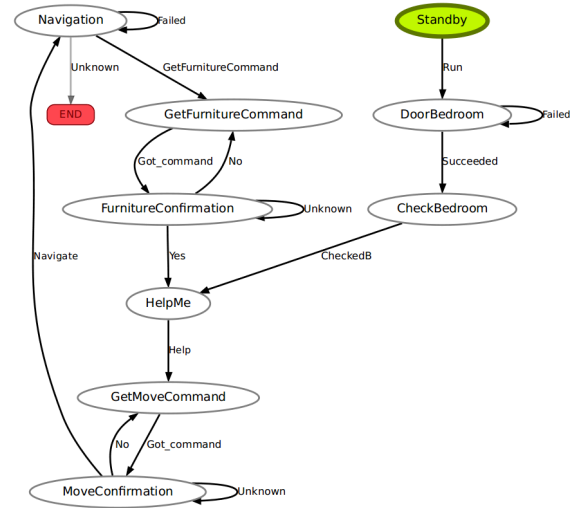 Navigation
Failed
Standby
Unknown
GetFurnitureCommand
Run
END
GetFurnitureCommand
DoorBedroom
Failed
Got_command
No
Succeeded
FurnitureConfirmation
Unknown
CheckBedroom
Navigate
Yes
CheckedB
HelpMe
Help
GetMoveCommand
No
Got_command
MoveConfirmation
Unknown